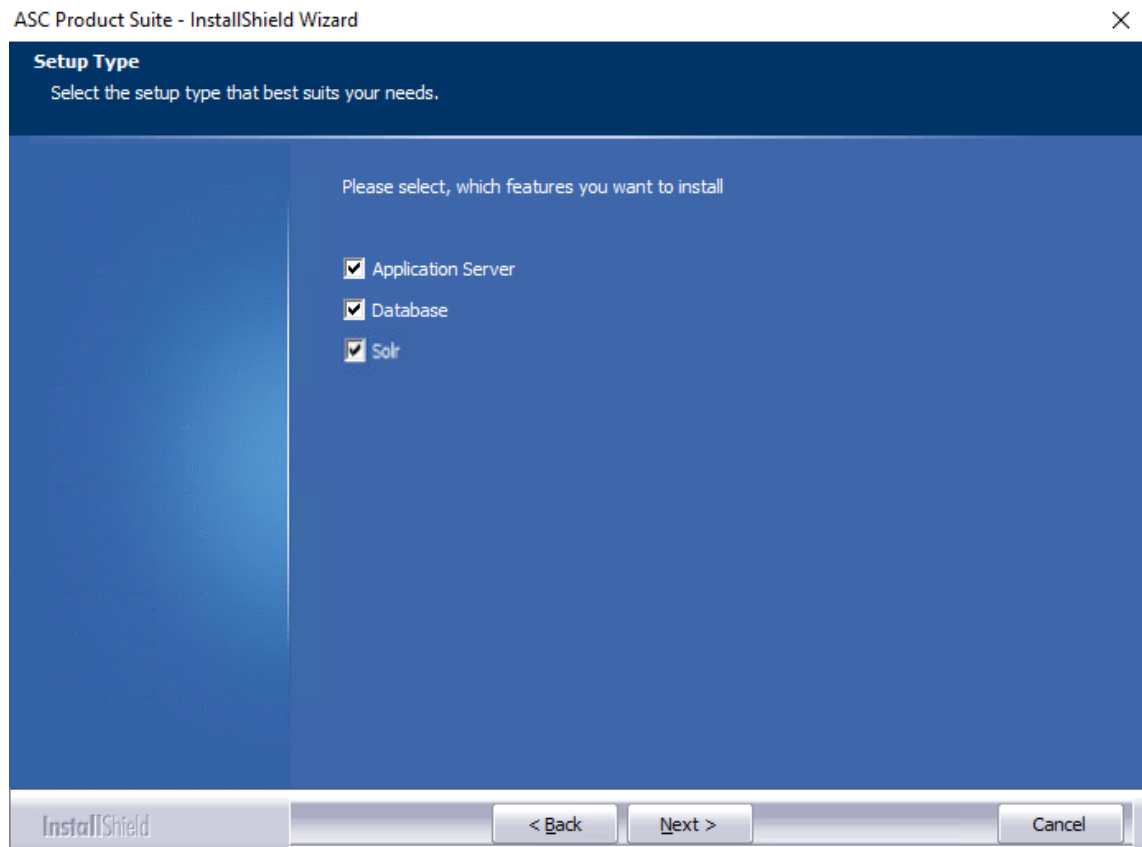 ASC Product Suite - InstallShield Wizard
Setup Type
Select the setup type that best suits your needs.
Please select, which features you want to install
Application Server
Database
Solr
InstallShield
< Back
Next >
Cancel